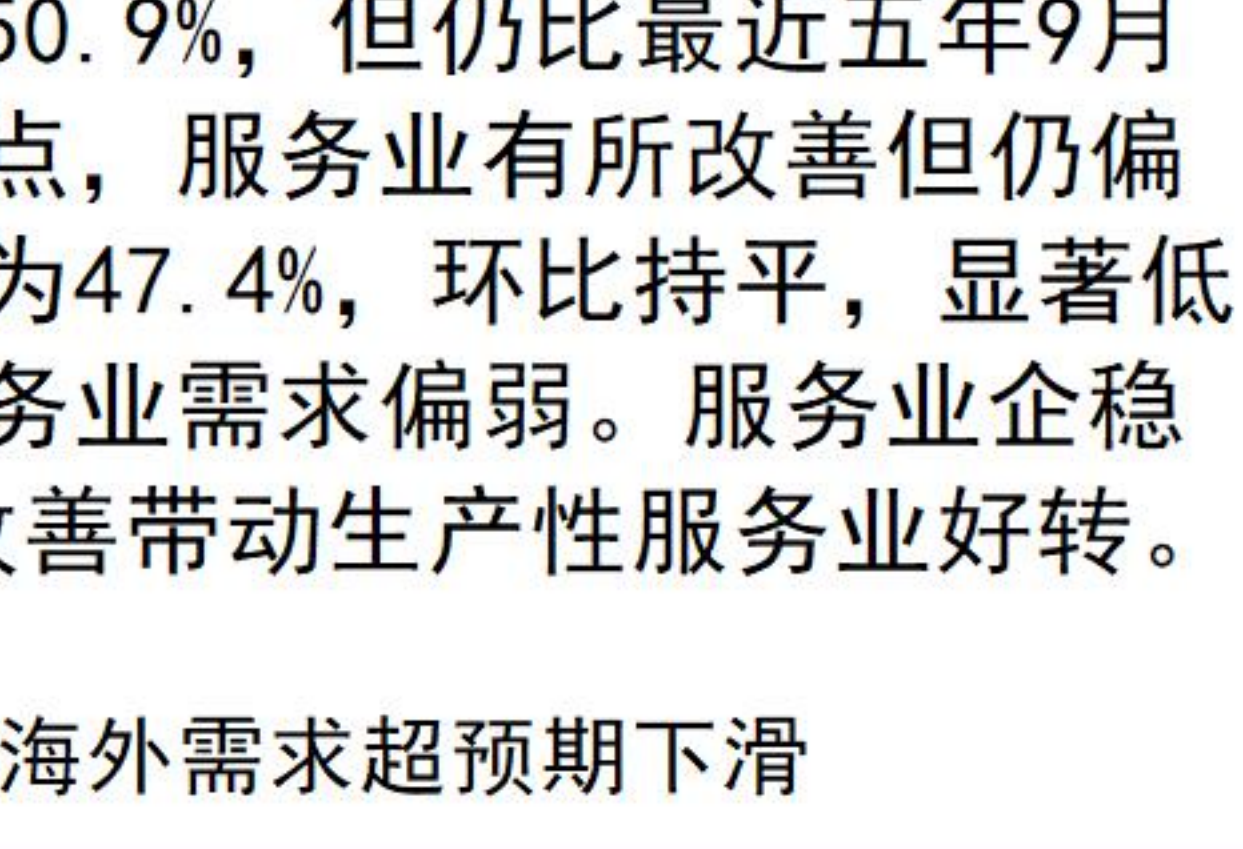 50.9%，但仍比最近五年9月
点，服务业有所改善但仍偏
为47.4%，环比持平，显著低
务业需求偏弱。服务业企稳
改善带动生产性服务业好转。
海外需求超预期下滑